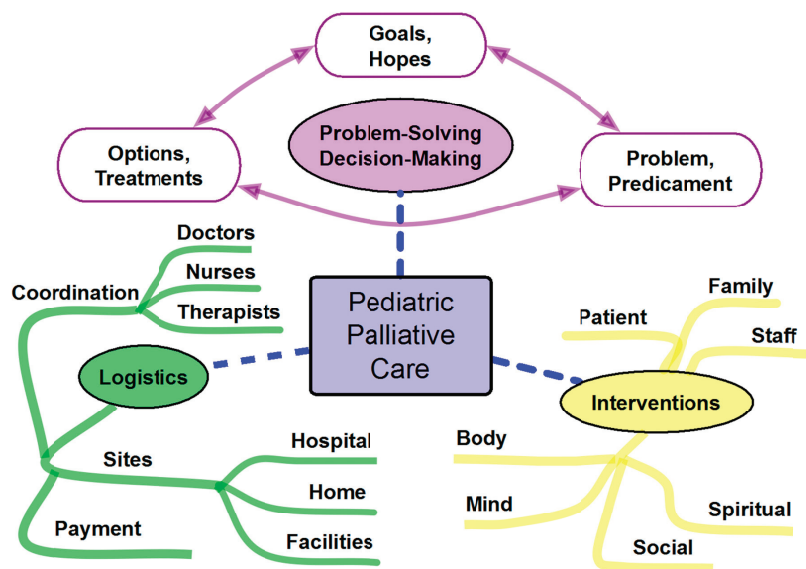 Goals,
Hopes
Problem-Solving
Decision-Making
Options,
Treatments
Problem,
Predicament
Doctors
Nurses
Therapists
Coordination
Pediatric
Palliative
Care
Family
Patient
Staff
Logistics
Interventions
Hospital
Sites
Home
Payment
Facilities
Body
Mind
Spiritual
Social